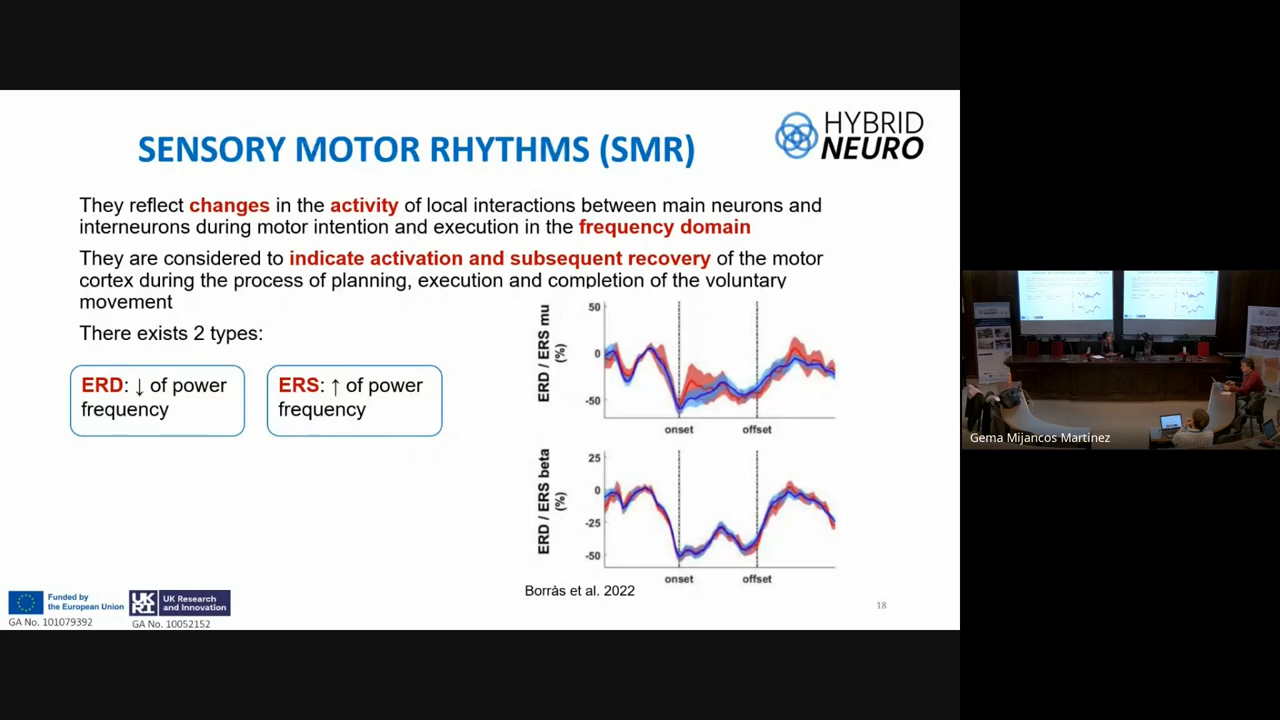 SENSORY MOTOR RHYTHMS (SMR)
HYBRID
NEURO
They reflect changes in the activity of local interactions between main neurons and
interneurons during motor intention and execution in the frequency domain
They are considered to indicate activation and subsequent recovery of the motor
cortex during the process of planning, execution and completion of the voluntary
movement
There exists 2 types:
ERD: ↓ of power
frequency
ERS: ↑ of power
frequency
ERD / ERS mu
(%)
50
0
-50
onset
offset
ERD / ERS beta
(%)
25
0
-25
-50
onset
offset
Borràs et al. 2022
Funded by
the European Union
GA No. 101079392
UK
RI
UK Research
and Innovation
GA No. 10052152
18
Gema Mijancos Martinez